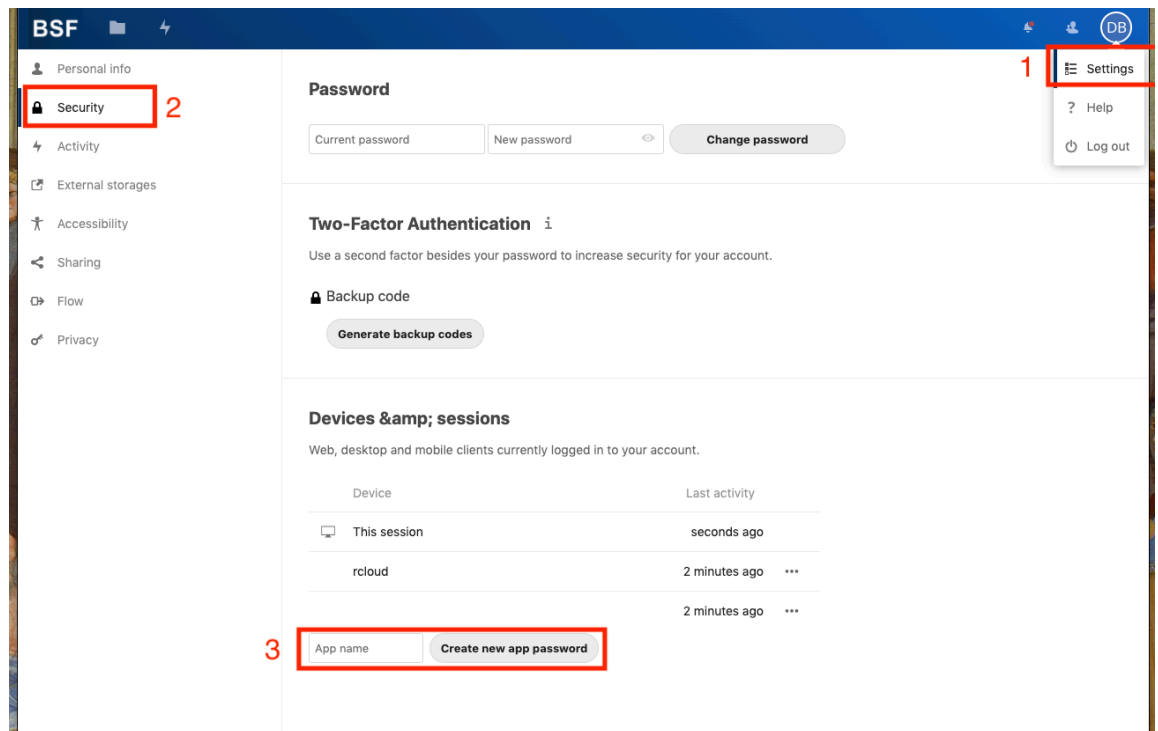 BSF
DB
1
Settings
Help
Log out
Personal info
Security
2
Activity
External storages
Accessibility
Sharing
Flow
Privacy
Password
Current password
New password
Change password
Two-Factor Authentication i
Use a second factor besides your password to increase security for your account.
Backup code
Generate backup codes
Devices &amp; sessions
Web, desktop and mobile clients currently logged in to your account.
Device Last activity
This session seconds ago
rcloud 2 minutes ago ...
2 minutes ago ...
3
App name
Create new app password